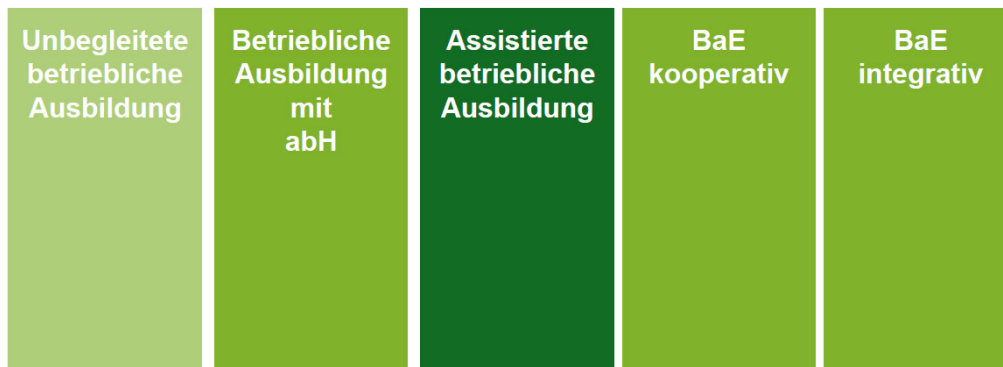 Unbegleitete
betriebliche
Ausbildung
Betriebliche
Ausbildung
mit
abH
Assistierte
betriebliche
Ausbildung
BaE
kooperativ
BaE
integrativ